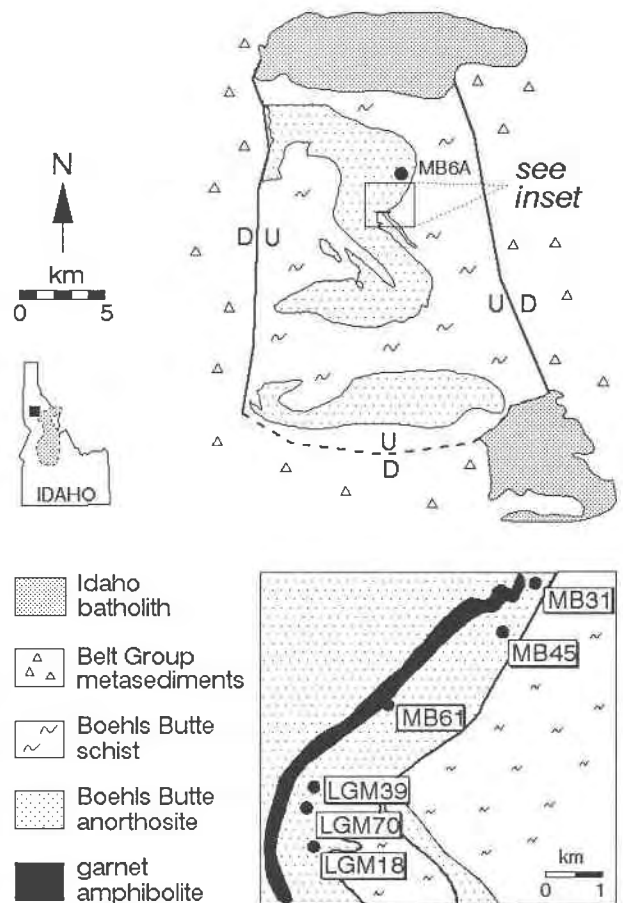 N
km
0 5
IDAHO
MB6A
see
inset
D U
U D
U
D
Idaho
batholith
Belt Group
metasediments
Boehls Butte
schist
Boehls Butte
anorthosite
garnet
amphibolite
MB31
MB45
MB61
LGM39
LGM70
LGM18
km
0 1